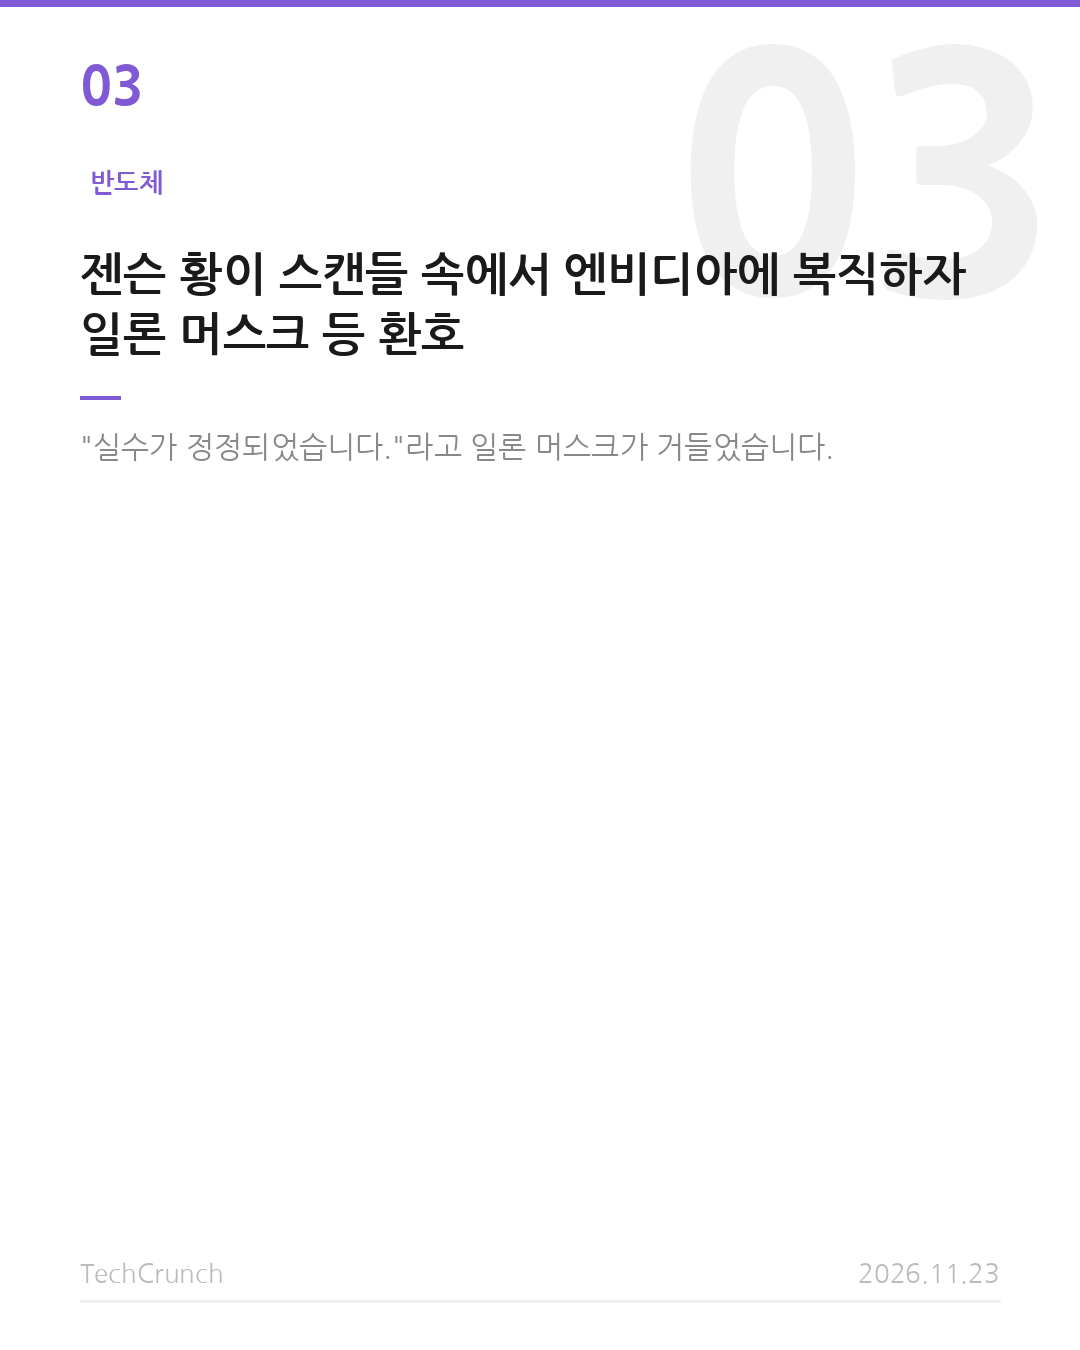 03
03
반도체
젠슨 황이 스캔들 속에서 엔비디아에 복직하자
일론 머스크 등 환호
"실수가 정정되었습니다."라고 일론 머스크가 거들었습니다.
TechCrunch
2026.11.23